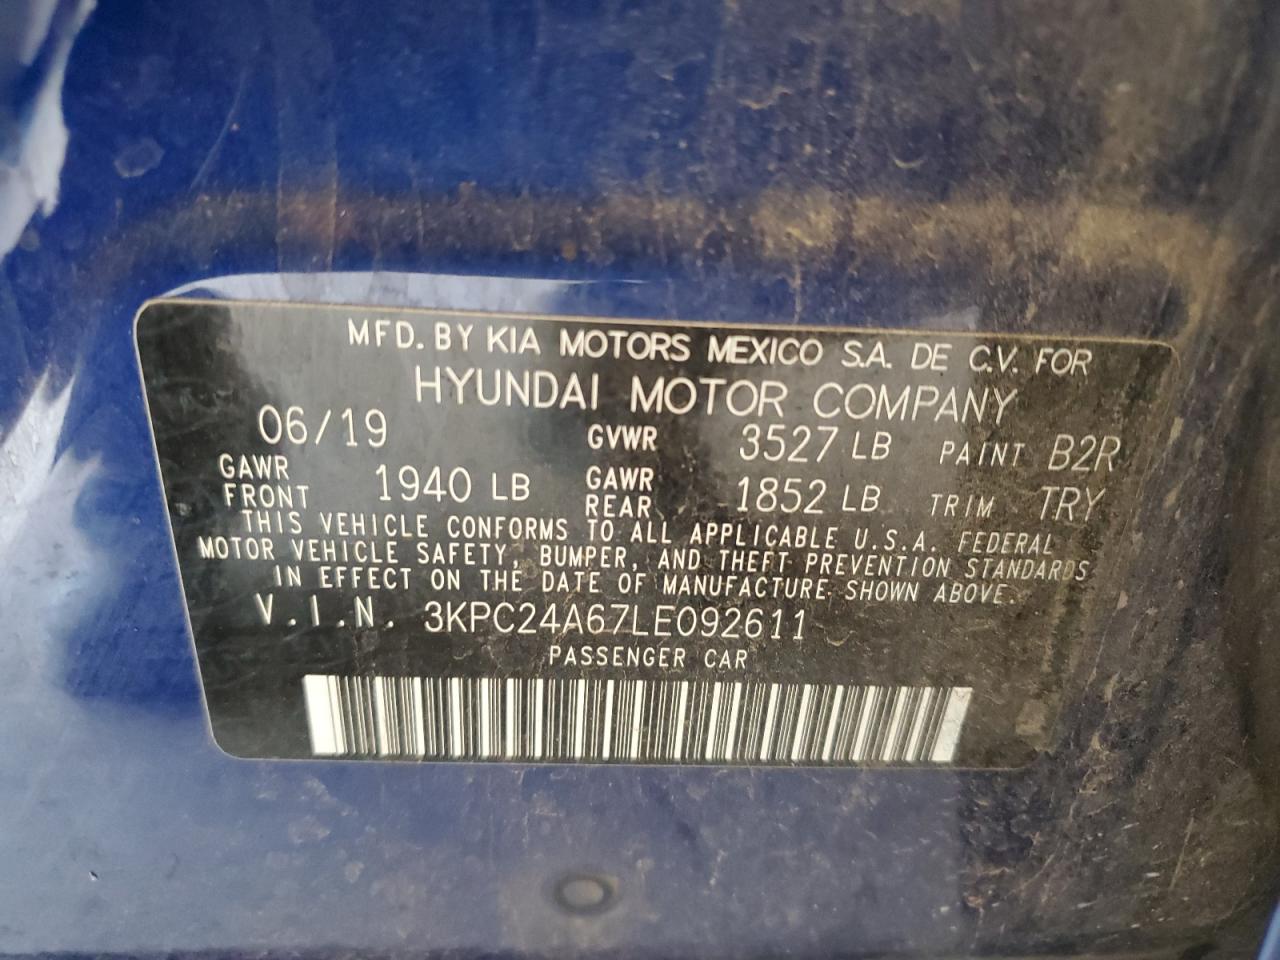 MFD. BY KIA MOTORS MEXICO S.A. DE C.V. FOR
HYUNDAI MOTOR COMPANY
06/19 GVWR 3527 LB PAINT B2R
GAWR FRONT 1940 LB GAWR REAR 1852 LB TRIM TRY
THIS VEHICLE CONFORMS TO ALL APPLICABLE U.S.A. FEDERAL
MOTOR VEHICLE SAFETY, BUMPER, AND THEFT PREVENTION STANDARDS
IN EFFECT ON THE DATE OF MANUFACTURE SHOWN ABOVE.
V.I.N. 3KPC24A67LE092611
PASSENGER CAR